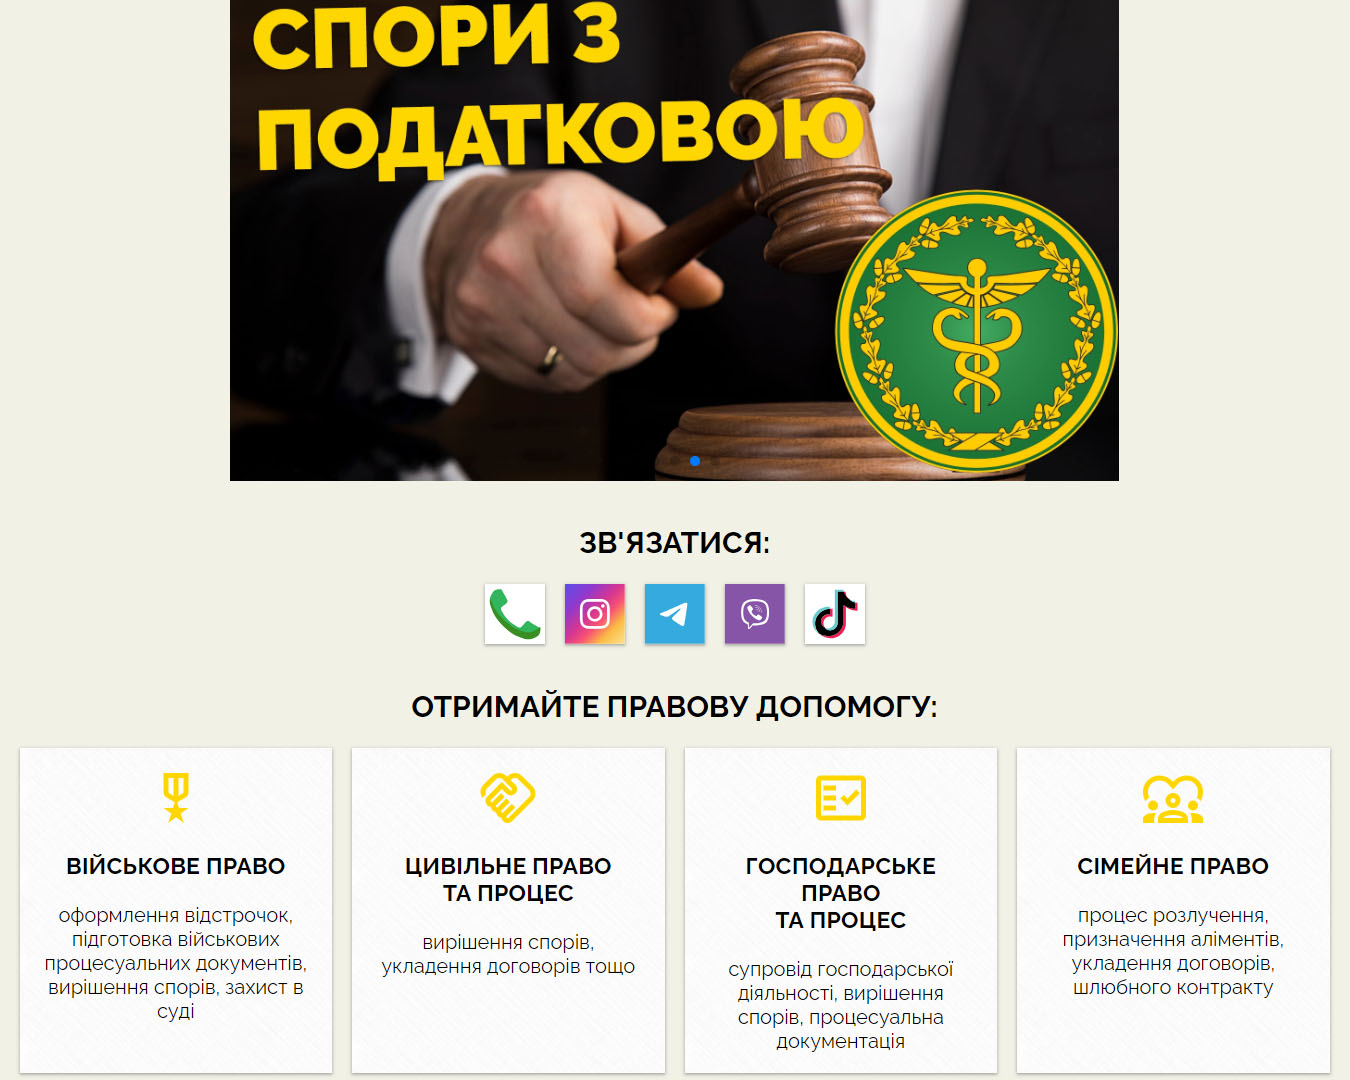 СПОРИ З
ПОДАТКОВОЮ
ЗВ'ЯЗАТИСЯ:
ОТРИМАЙТЕ ПРАВОВУ ДОПОМОГУ:
ВІЙСЬКОВЕ ПРАВО
оформлення відстрочок,
підготовка військових
процесуальних документів,
вирішення спорів, захист в
суді
ЦИВІЛЬНЕ ПРАВО
ТА ПРОЦЕС
вирішення спорів,
укладення договорів тощо
ГОСПОДАРСЬКЕ
ПРАВО
ТА ПРОЦЕС
супровід господарської
діяльності, вирішення
спорів, процесуальна
документація
СІМЕЙНЕ ПРАВО
процес розлучення,
призначення аліментів,
укладення договорів,
шлюбного контракту